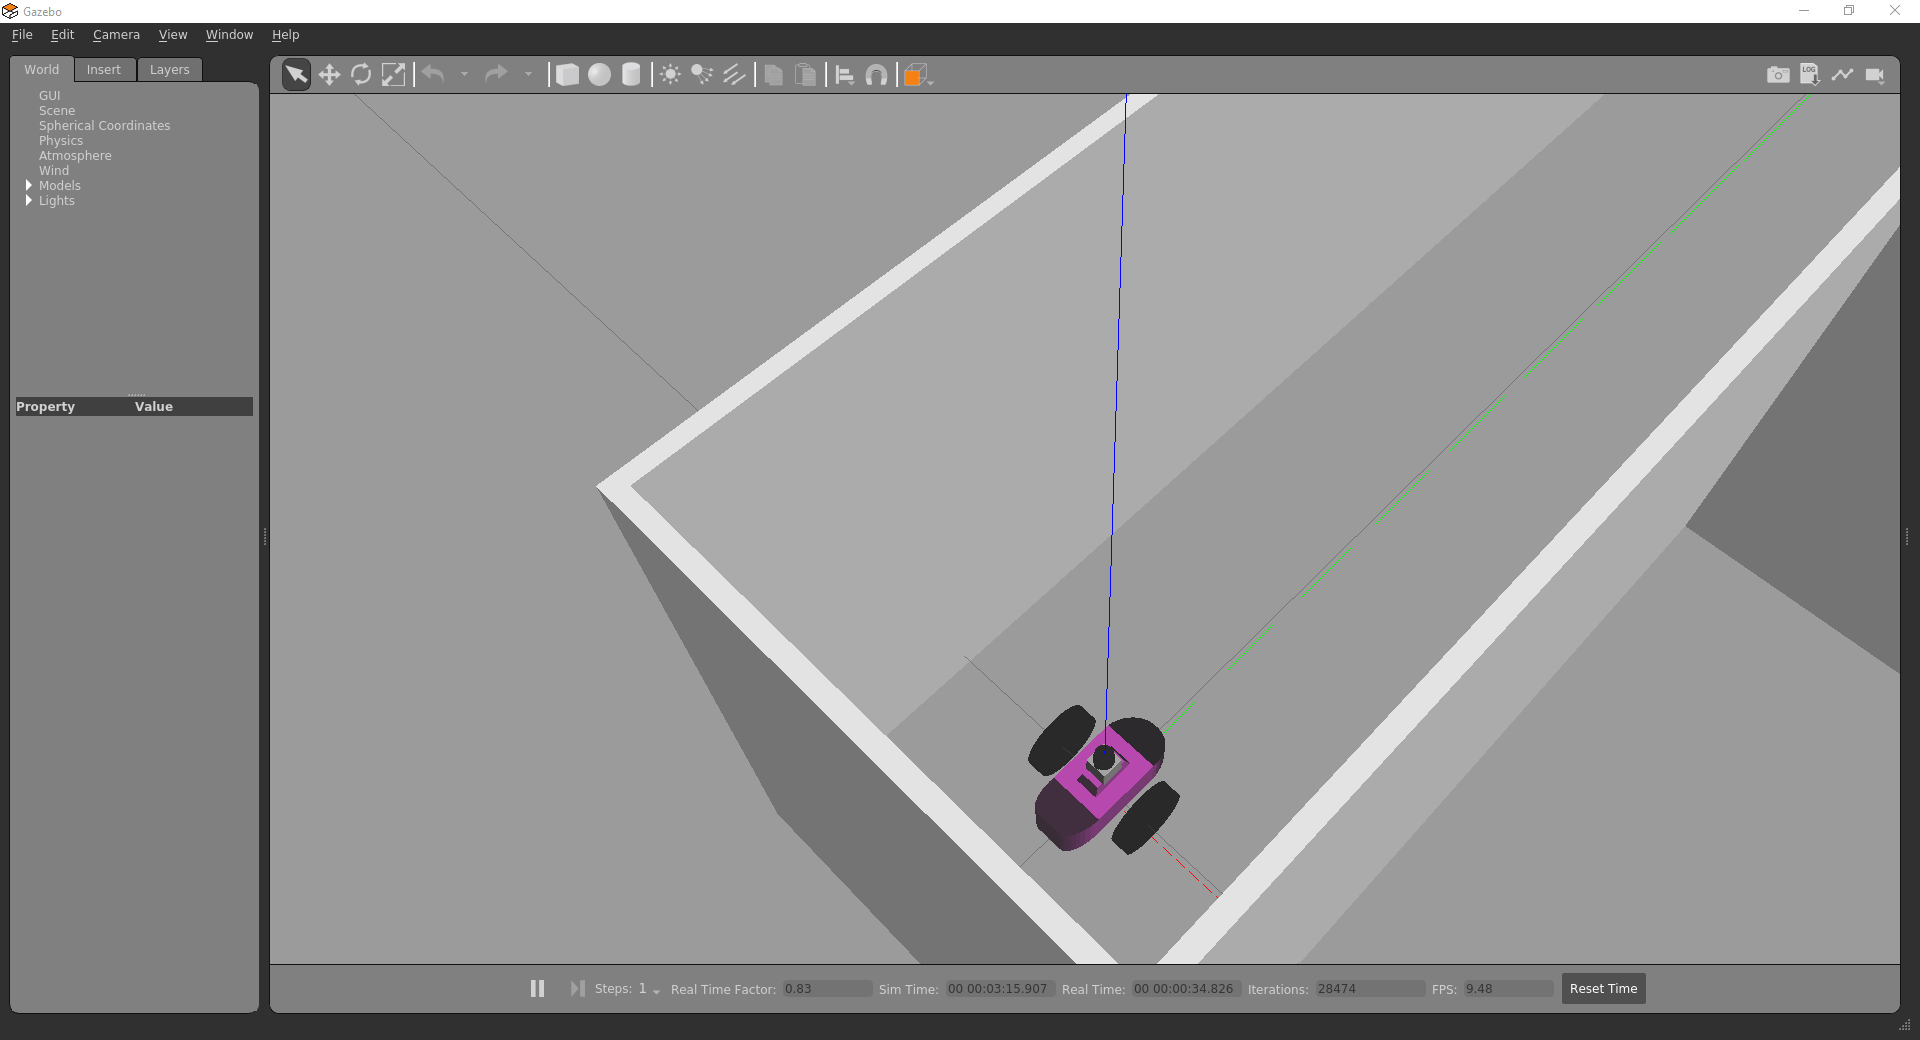 Gazebo
File Edit Camera View Window Help
World Insert Layers
GUI
Scene
Spherical Coordinates
Physics
Atmosphere
Wind
Models
Lights
Property Value
LOG
Steps: 1 Real Time Factor: 0.83 Sim Time: 00 00:03:15.907 Real Time: 00 00:00:34.826 Iterations: 28474 FPS: 9.48 Reset Time